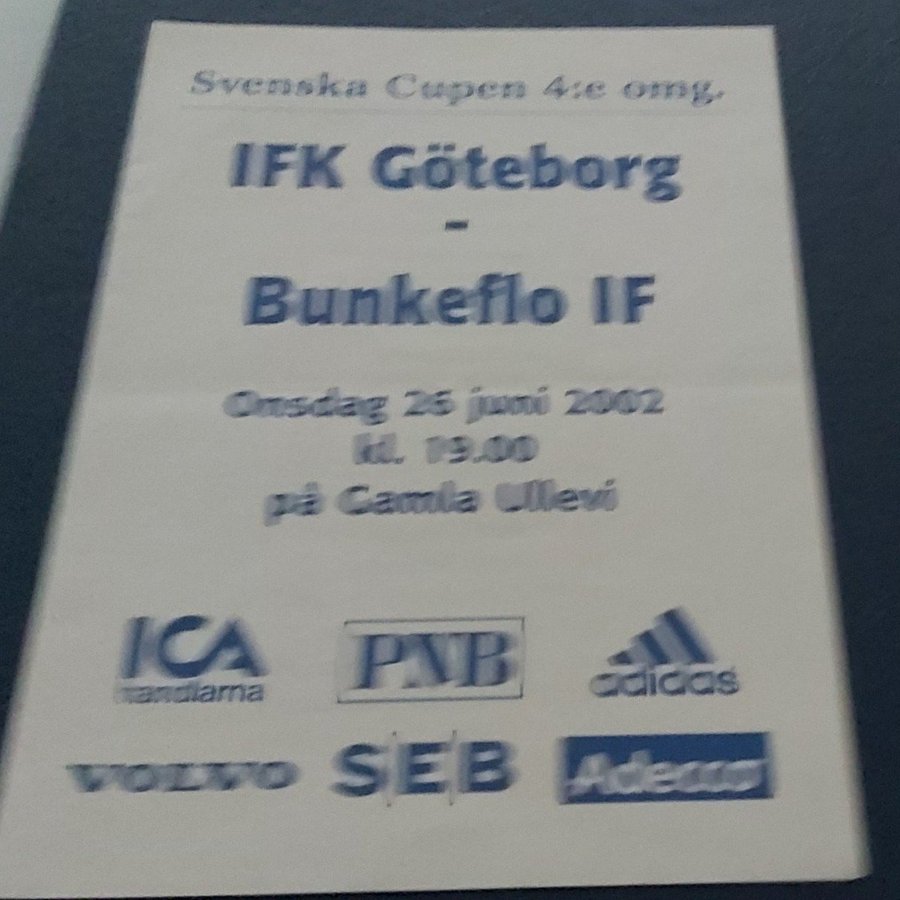 Svenska Cupen 4:e omg.
IFK Göteborg
-
Bunkeflo IF
Onsdag 26 juni 2002
kl. 19.00
på Gamla Ullevi
ICA PNB adidas
handlarna
VOLVO SEB Adecco